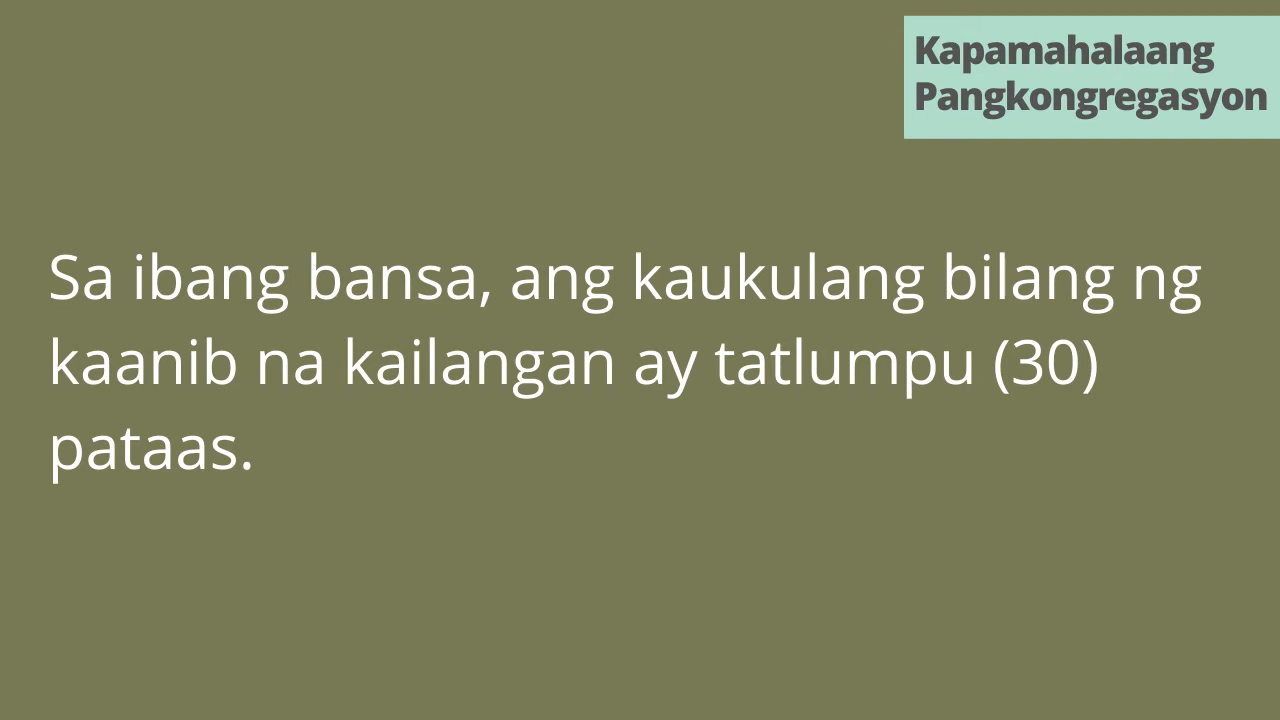 Kapamahalaang
Pangkongregasyon
Sa ibang bansa, ang kaukulang bilang ng
kaanib na kailangan ay tatlumpu (30)
pataas.